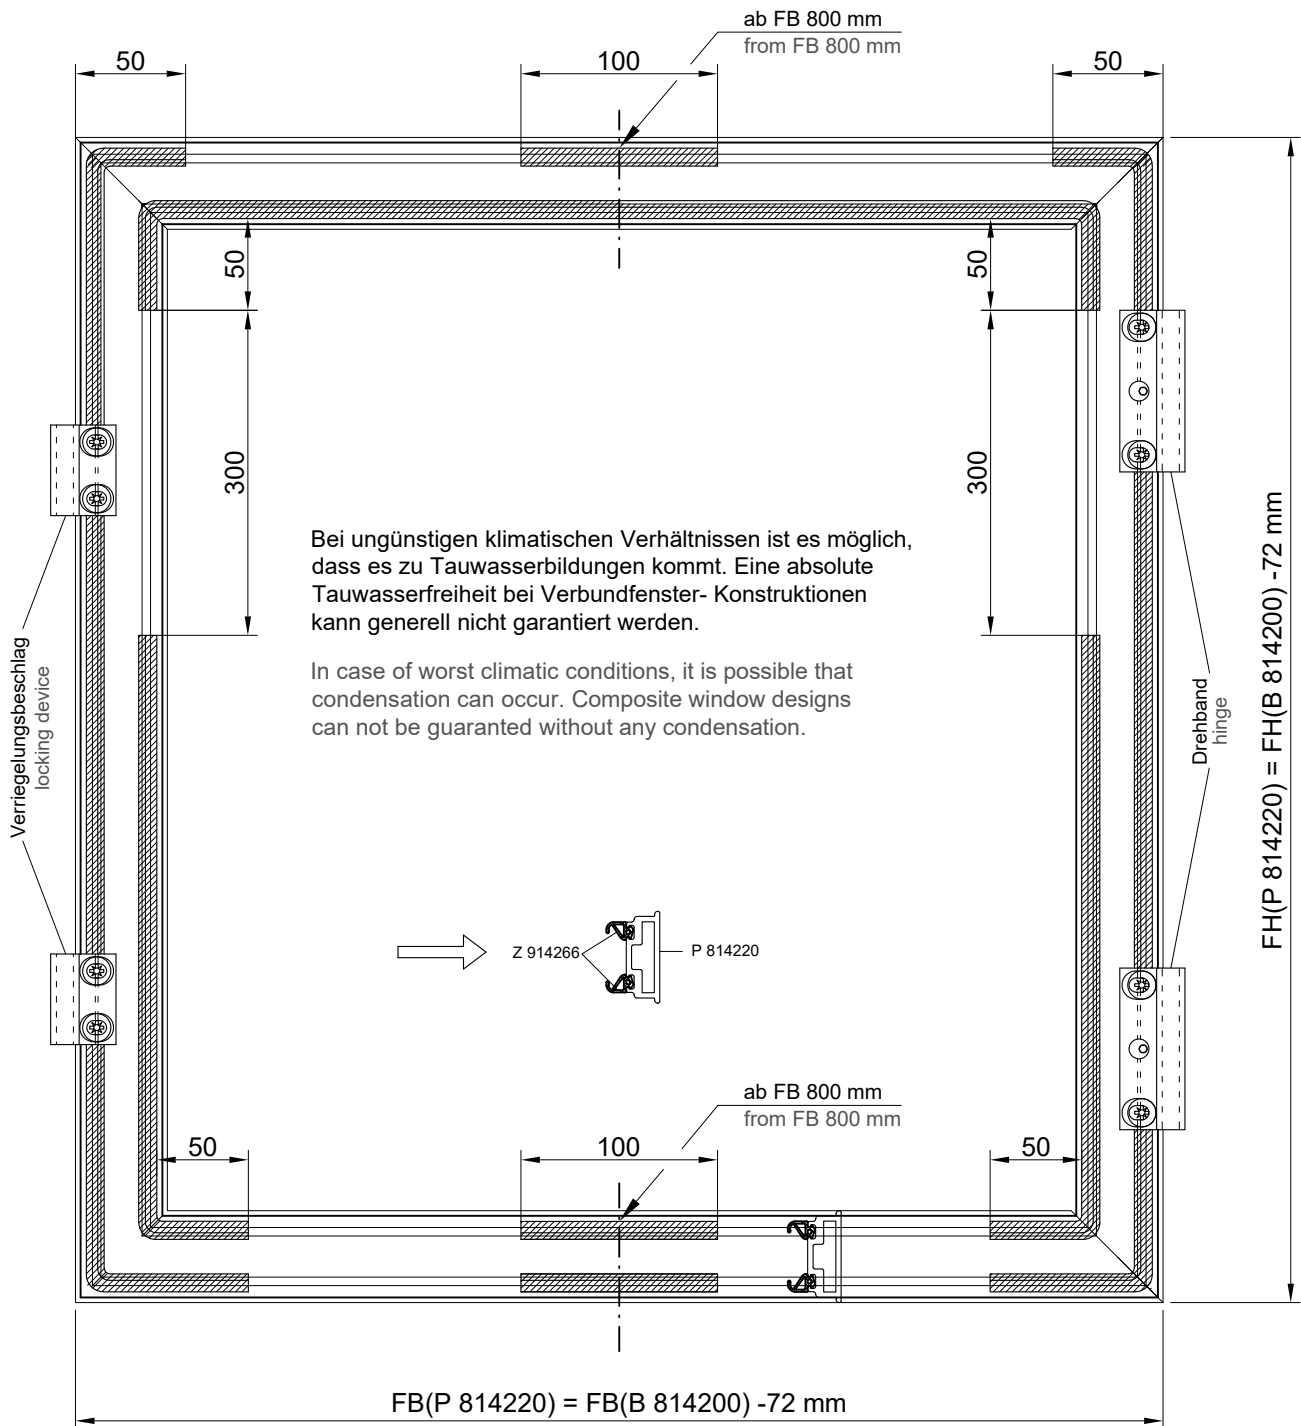 ab FB 800 mm
from FB 800 mm
50
100
50
50
50
300
300
Bei ungünstigen klimatischen Verhältnissen ist es möglich,
dass es zu Tauwasserbildungen kommt. Eine absolute
Tauwasserfreiheit bei Verbundfenster- Konstruktionen
kann generell nicht garantiert werden.
In case of worst climatic conditions, it is possible that
condensation can occur. Composite window designs
can not be guaranted without any condensation.
Verriegelungsbeschlag
locking device
Drehband
hinge
FH(P 814220) = FH(B 814200) -72 mm
Z 914266
P 814220
ab FB 800 mm
from FB 800 mm
50
100
50
FB(P 814220) = FB(B 814200) -72 mm